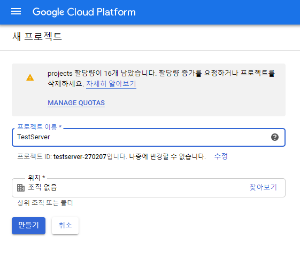 Google Cloud Platform
새 프로젝트
projects 할당량이 16개 남았습니다. 할당량 증가를 요청하거나 프로젝트를
삭제하세요. 자세히 알아보기
MANAGE QUOTAS
프로젝트 이름 *
TestServer
프로젝트 ID: testserver-270207입니다. 나중에 변경할 수 없습니다. 수정
위치 *
조직 없음
찾아보기
상위 조직 또는 폴더
만들기
취소